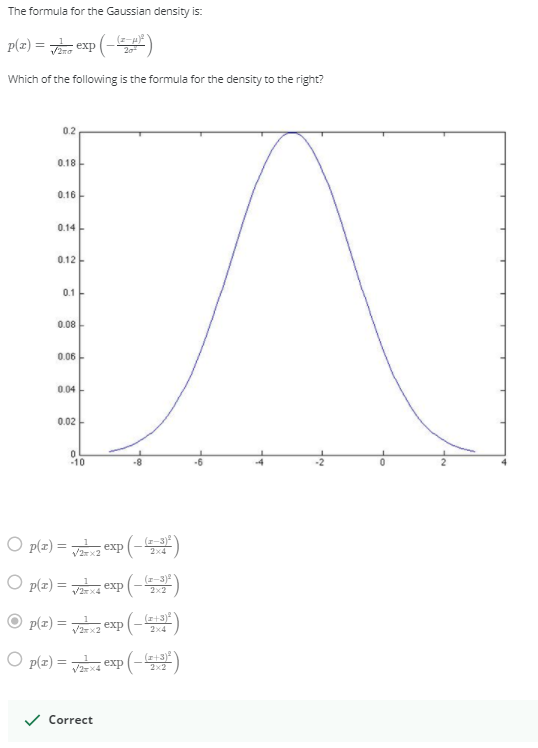 The formula for the Gaussian density is:
p(x) = 1/√2πσ exp (−(x−μ)²/2σ²)
Which of the following is the formula for the density to the right?
0.2
0.18
0.16
0.14
0.12
0.1
0.08
0.06
0.04
0.02
0
-10 -8 -6 -4 -2 0 2 4
p(x) = 1/√2π×2 exp (−(x−3)²/2×4)
p(x) = 1/√2π×4 exp (−(x−3)²/2×2)
p(x) = 1/√2π×2 exp (−(x+3)²/2×4)
p(x) = 1/√2π×4 exp (−(x+3)²/2×2)
Correct